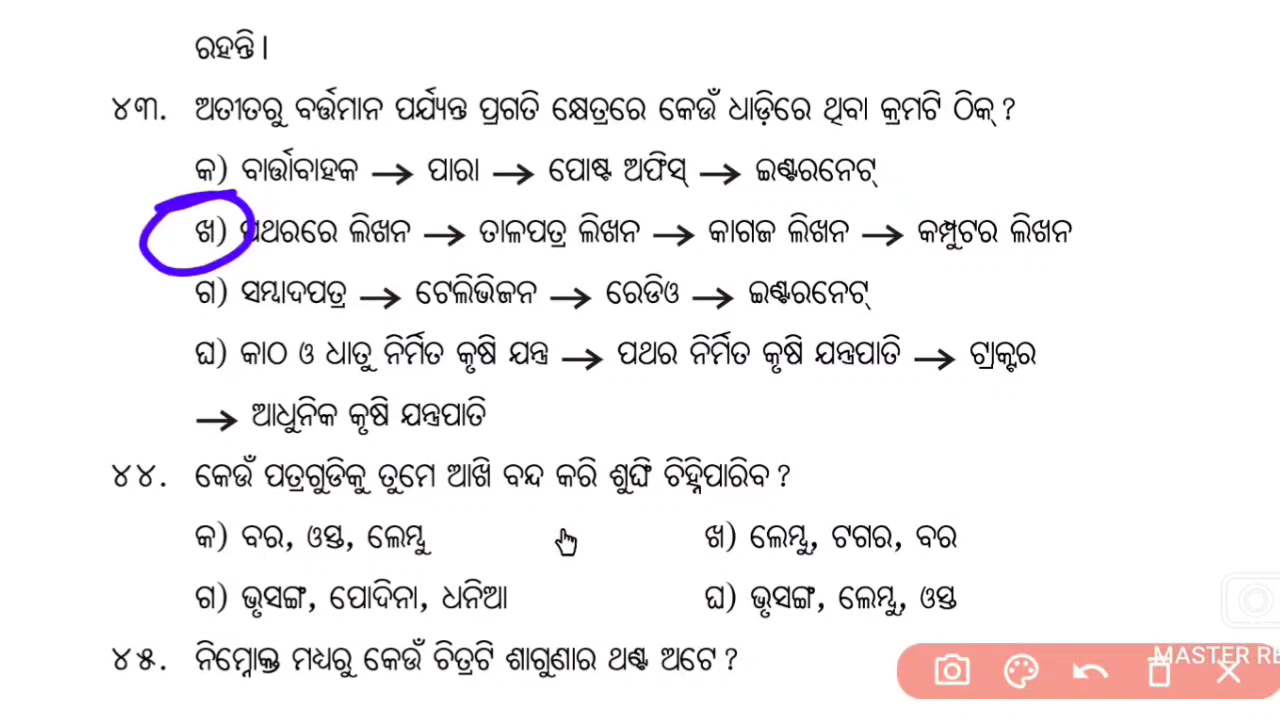 ରହନ୍ତି।
୪୩. ଅତୀତରୁ ବର୍ତ୍ତମାନ ପର୍ଯ୍ୟନ୍ତ ପ୍ରଗତି କ୍ଷେତ୍ରରେ କେଉଁ ଧାଡ଼ିରେ ଥିବା କ୍ରମଟି ଠିକ୍ ?
କ) ବାର୍ତ୍ତାବାହକ → ପାରା → ପୋଷ୍ଟ ଅଫିସ୍ → ଇଣ୍ଟରନେଟ୍
ଖ) ପଥରରେ ଲିଖନ → ତାଳପତ୍ର ଲିଖନ → କାଗଜ ଲିଖନ → କମ୍ପୁଟର ଲିଖନ
ଗ) ସମ୍ବାଦପତ୍ର → ଟେଲିଭିଜନ → ରେଡିଓ → ଇଣ୍ଟରନେଟ୍
ଘ) କାଠ ଓ ଧାତୁ ନିର୍ମିତ କୃଷି ଯନ୍ତ୍ର → ପଥର ନିର୍ମିତ କୃଷି ଯନ୍ତ୍ରପାତି → ଟ୍ରାକ୍ଟର
→ ଆଧୁନିକ କୃଷି ଯନ୍ତ୍ରପାତି
୪୪. କେଉଁ ପତ୍ରଗୁଡିକୁ ତୁମେ ଆଖି ବନ୍ଦ କରି ଶୁଙ୍ଘି ଚିହ୍ନିପାରିବ ?
କ) ବର, ଓସ୍ତ, ଲେମ୍ବୁ ଖ) ଲେମ୍ବୁ, ଟଗର, ବର
ଗ) ଭୃସଙ୍ଗ, ପୋଦିନା, ଧନିଆ ଘ) ଭୃସଙ୍ଗ, ଲେମ୍ବୁ, ଓସ୍ତ
୪୫. ନିମ୍ନୋକ୍ତ ମଧ୍ଯରୁ କେଉଁ ଚିତ୍ରଟି ଶାଗୁଣାର ଥଣ୍ଟ ଅଟେ ?
MASTER RE